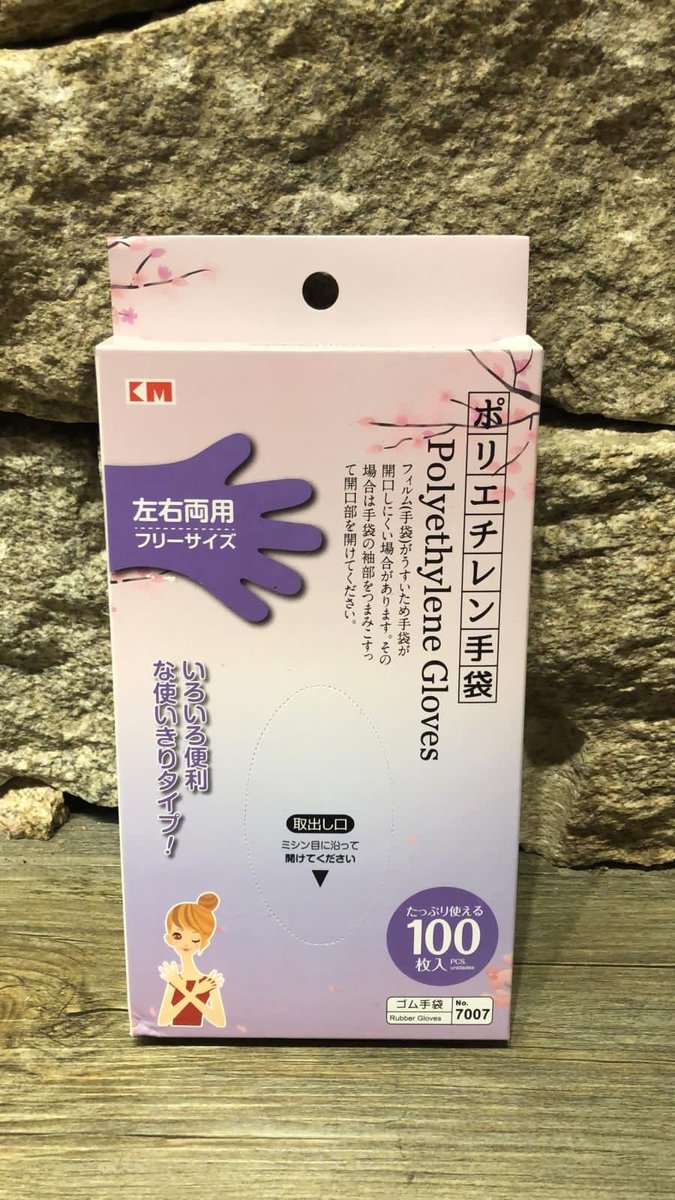 KM
ポリエチレン手袋
Polyethylene Gloves
フィルム(手袋)がうすいため手袋が
開口しにくい場合があります。その
場合は手袋の袖部をつまみこすっ
て開口部を開けてください。
左右両用
フリーサイズ
いろいろ便利
な使いきりタイプ!
取出し口
ミシン目に沿って
開けてください
たっぷり使える
100
枚入 PCS.
unidades
ゴム手袋
Rubber Gloves
No.
7007